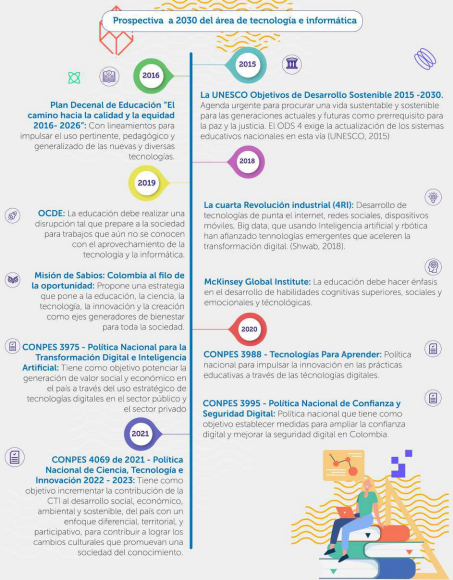 Prospectiva a 2030 del área de tecnología e informática
2015
La UNESCO Objetivos de Desarrollo Sostenible 2015 -2030.
Agenda urgente para procurar una vida sustentable y sostenible
para las generaciones actuales y futuras como prerrequisito para
la paz y la justicia. El ODS 4 exige la actualización de los sistemas
educativos nacionales en esta vía (UNESCO, 2015)
2016
Plan Decenal de Educación "El
camino hacia la calidad y la equidad
2016- 2026": Con lineamientos para
impulsar el uso pertinente, pedagógico y
generalizado de las nuevas y diversas
tecnologías.
2018
La cuarta Revolución industrial (4RI): Desarrollo de
tecnologías de punta el internet, redes sociales, dispositivos
móviles, Big data, que usando Inteligencia artificial y rbótica
han afianzado tennologías emergentes que aceleren la
transformación digital. (Shwab, 2018).
McKinsey Global Institute: La educación debe hacer énfasis
en el desarrollo de habilidades cognitivas superiores, sociales y
emocionales y técnológicas.
2019
OCDE: La educación debe realizar una
disrupción tal que prepare a la sociedad
para trabajos que aún no se conocen
con el aprovechamiento de la
tecnología y la informática.
Misión de Sabios: Colombia al filo de
la oportunidad: Propone una estrategia
que pone a la educación, la ciencia, la
tecnología, la innovación y la creación
como ejes generadores de bienestar
para toda la sociedad.
CONPES 3975 - Política Nacional para la
Transformación Digital e Inteligencia
Artificial: Tiene como objetivo potenciar la
generación de valor social y económico en
el país a través del uso estratégico de
tecnologías digitales en el sector público y
el sector privado
2020
CONPES 3988 - Tecnologías Para Aprender: Política
nacional para impulsar la innovación en las prácticas
educativas a través de las técnologías digitales.
CONPES 3995 - Política Nacional de Confianza y
Seguridad Digital: Política nacional que tiene como
objetivo establecer medidas para ampliar la confianza
digital y mejorar la seguridad digital en Colombia.
2021
CONPES 4069 de 2021 - Política
Nacional de Ciencia, Tecnología e
Innovación 2022 - 2023: Tiene como
objetivo incrementar la contribución de la
CTI al desarrollo social, económico,
ambiental y sostenible, del país con un
enfoque diferencial, territorial, y
participativo, para contribuir a lograr los
cambios culturales que promuevan una
sociedad del conocimiento.